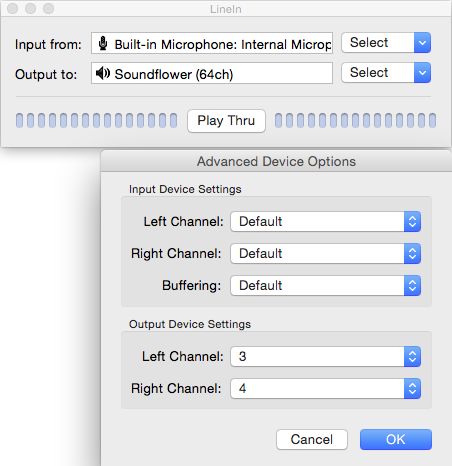 LineIn
Input from: Built-in Microphone: Internal Microp Select
Output to: Soundflower (64ch) Select
Play Thru
Advanced Device Options
Input Device Settings
Left Channel: Default
Right Channel: Default
Buffering: Default
Output Device Settings
Left Channel: 3
Right Channel: 4
Cancel OK